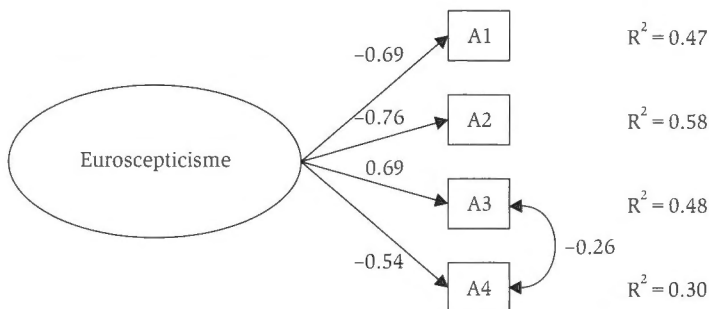 A1 R² = 0.47
−0.69
−0.76 A2 R² = 0.58
Euroscepticisme
0.69
A3 R² = 0.48
−0.26
−0.54
A4 R² = 0.30